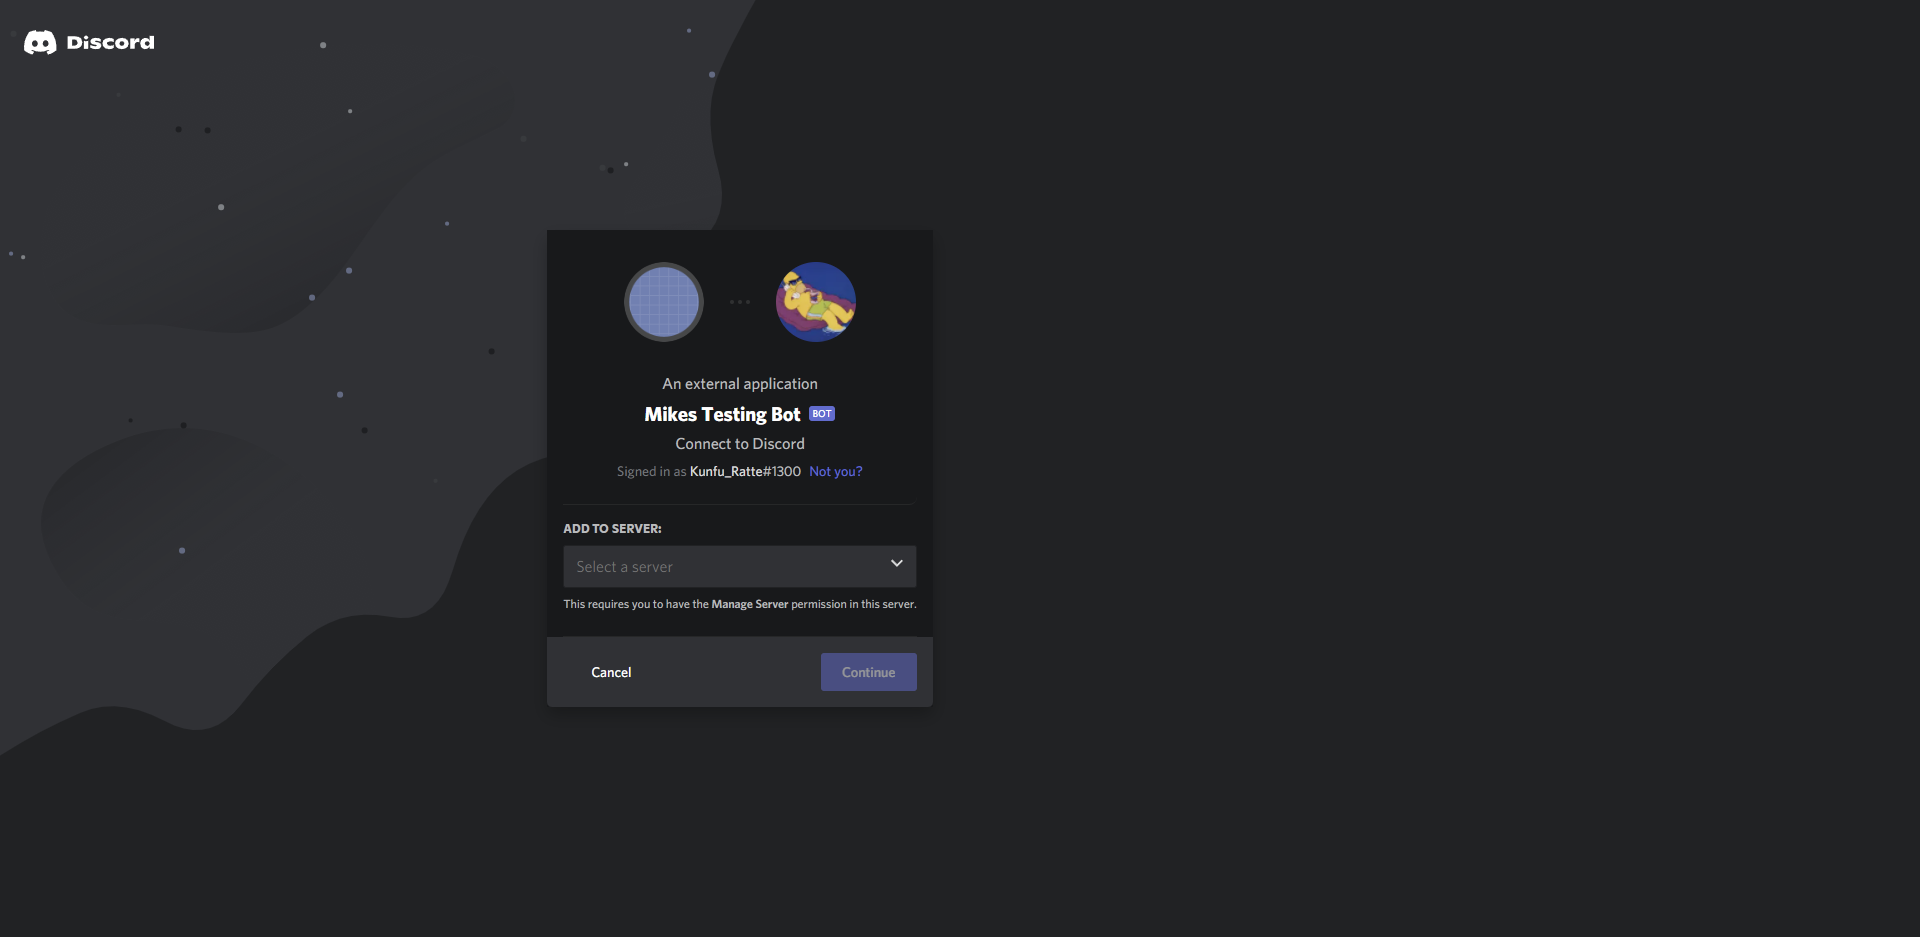 Discord
An external application
Mikes Testing Bot BOT
Connect to Discord
Signed in as Kunfu_Ratte#1300 Not you?
ADD TO SERVER:
Select a server
This requires you to have the Manage Server permission in this server.
Cancel
Continue